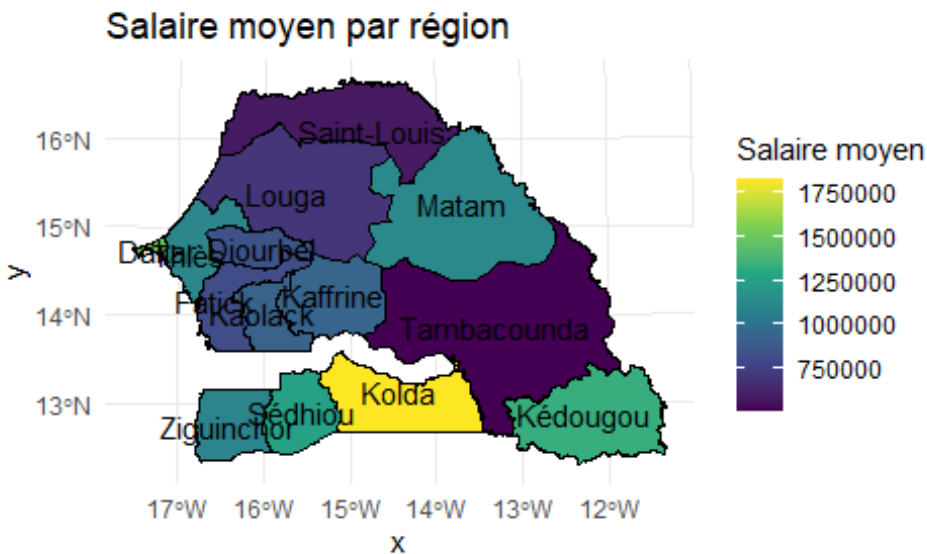 Salaire moyen par région
16°N
15°N
14°N
13°N
y
Saint-Louis
Louga
Matam
Dakar
Thiès
Diourbel
Fatick
Kaolack
Kaffrine
Tambacounda
Kolda
Sédhiou
Ziguinchor
Kédougou
17°W 16°W 15°W 14°W 13°W 12°W
x
Salaire moyen
1750000
1500000
1250000
1000000
750000